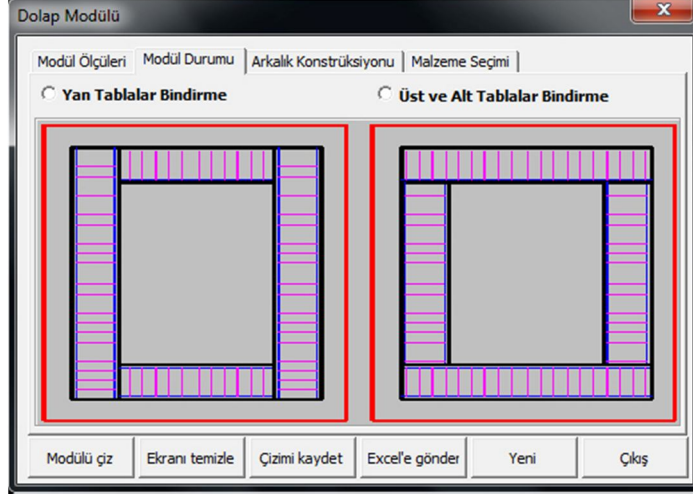 Dolap Modülü
Modül Ölçüleri Modül Durumu Arkalık Konstrüksiyonu Malzeme Seçimi
Yan Tablalar Bindirme Üst ve Alt Tablalar Bindirme
Modülü çiz Ekranı temizle Çizimi kaydet Excel'e gönder Yeni Çıkış